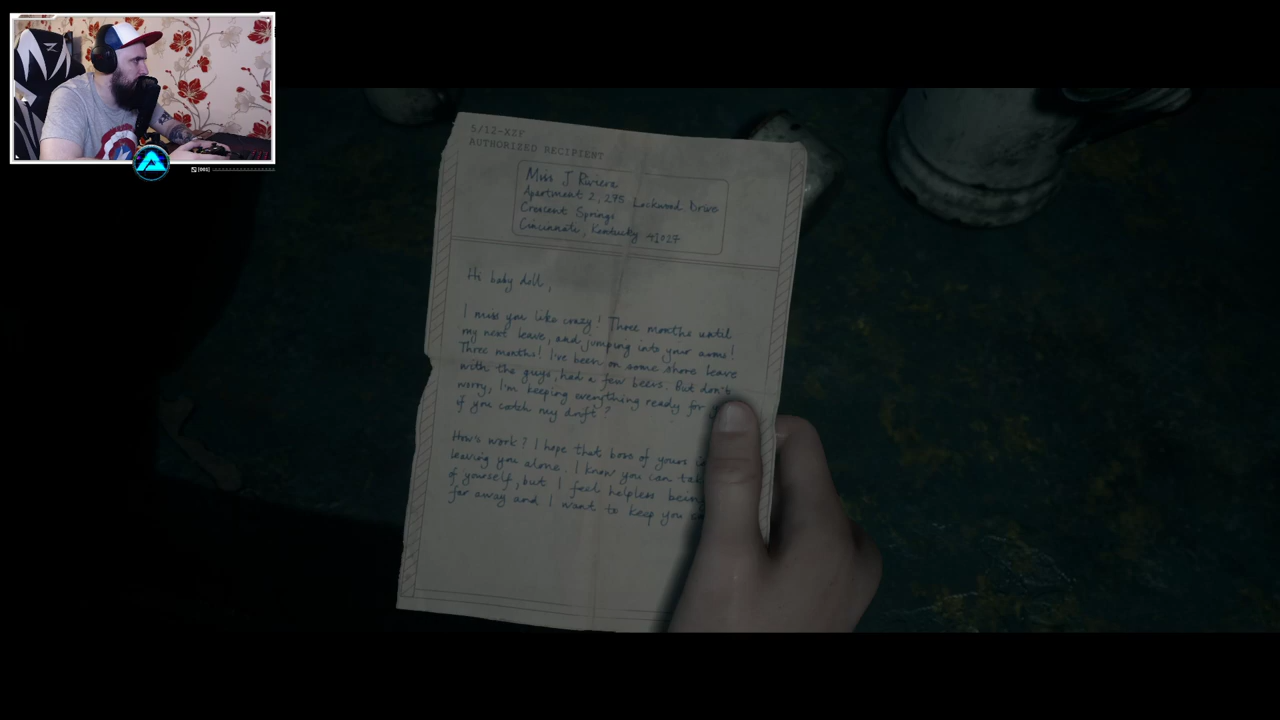 5/12-XZF
AUTHORIZED RECIPIENT
Miss J Riviera
Apartment 2, 275 Lockwood Drive
Crescent Springs
Cincinnati, Kentucky 41027
Hi baby doll,
I miss you like crazy! Three months until
my next leave, and jumping into your arms!
Three months! I've been on some shore leave
with the guys, had a few beers. But don't
worry, I'm keeping everything ready for
if you catch my drift?
How's work? I hope that boss of yours
leaving you alone. I know you can
of yourself, but I feel helpless being
far away and I want to keep you